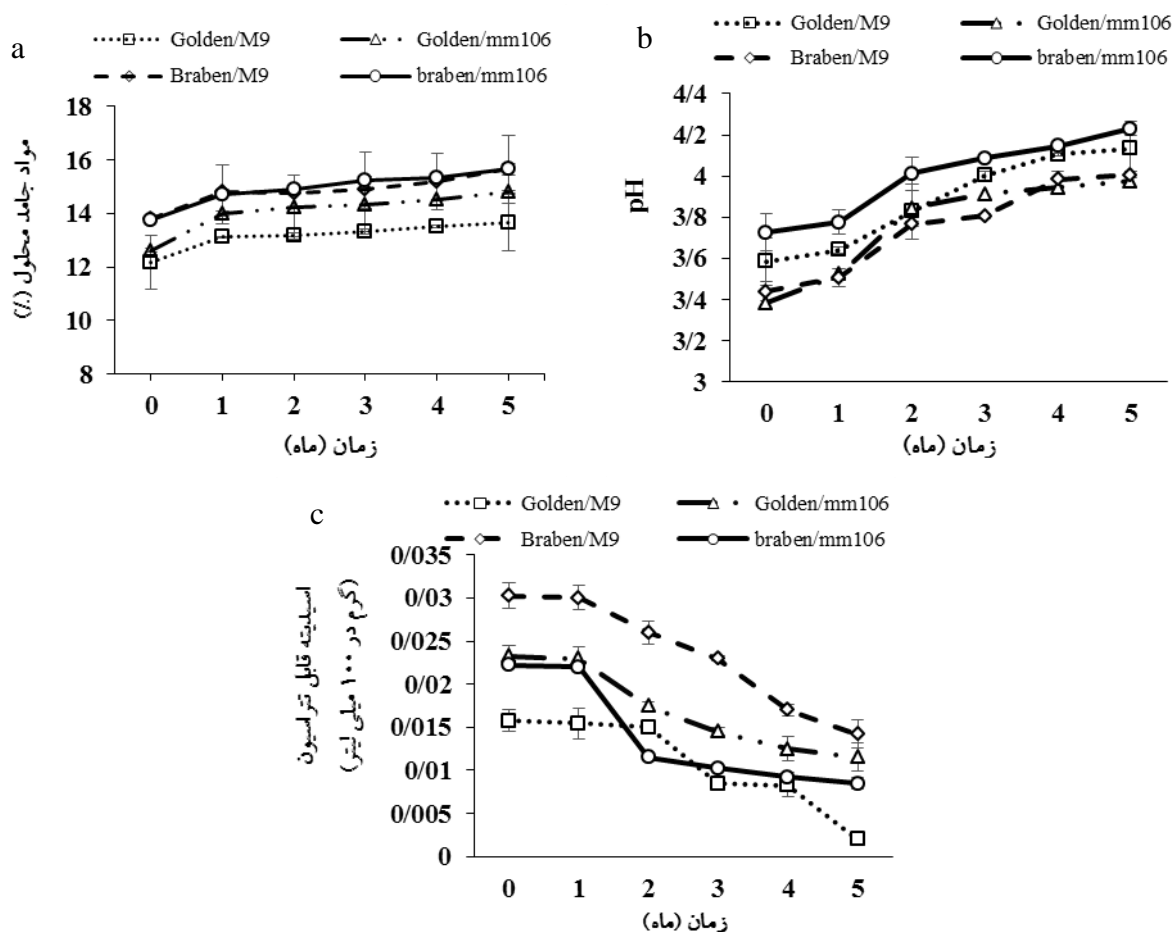 a
Golden/M9
Golden/mm106
Braben/M9
braben/mm106
مواد جامد محلول (%)
18
16
14
12
10
8
0 1 2 3 4 5
زمان (ماه)
b
Golden/M9
Golden/mm106
Braben/M9
braben/mm106
pH
4/4
4/2
4
3/8
3/6
3/4
3/2
3
0 1 2 3 4 5
زمان (ماه)
c
Golden/M9
Golden/mm106
Braben/M9
braben/mm106
اسیدیته قابل تتراسیون
(گرم در ۱۰۰ میلی لیتر)
0/035
0/03
0/025
0/02
0/015
0/01
0/005
0
0 1 2 3 4 5
زمان (ماه)